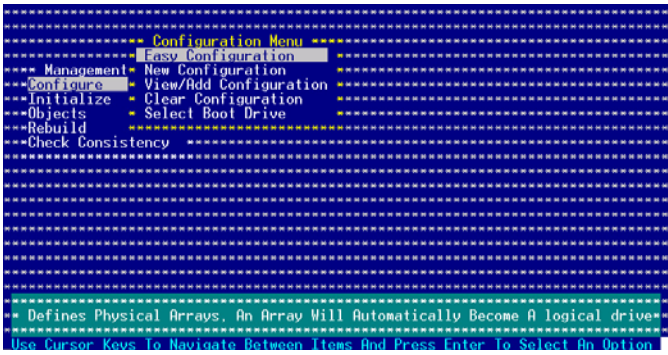 Configuration Menu
Easy Configuration
Management
New Configuration
Configure
View/Add Configuration
Initialize
Clear Configuration
Objects
Select Boot Drive
Rebuild
Check Consistency
Defines Physical Arrays, An Array Will Automatically Become A logical drive
Use Cursor Keys To Navigate Between Items And Press Enter To Select An Option